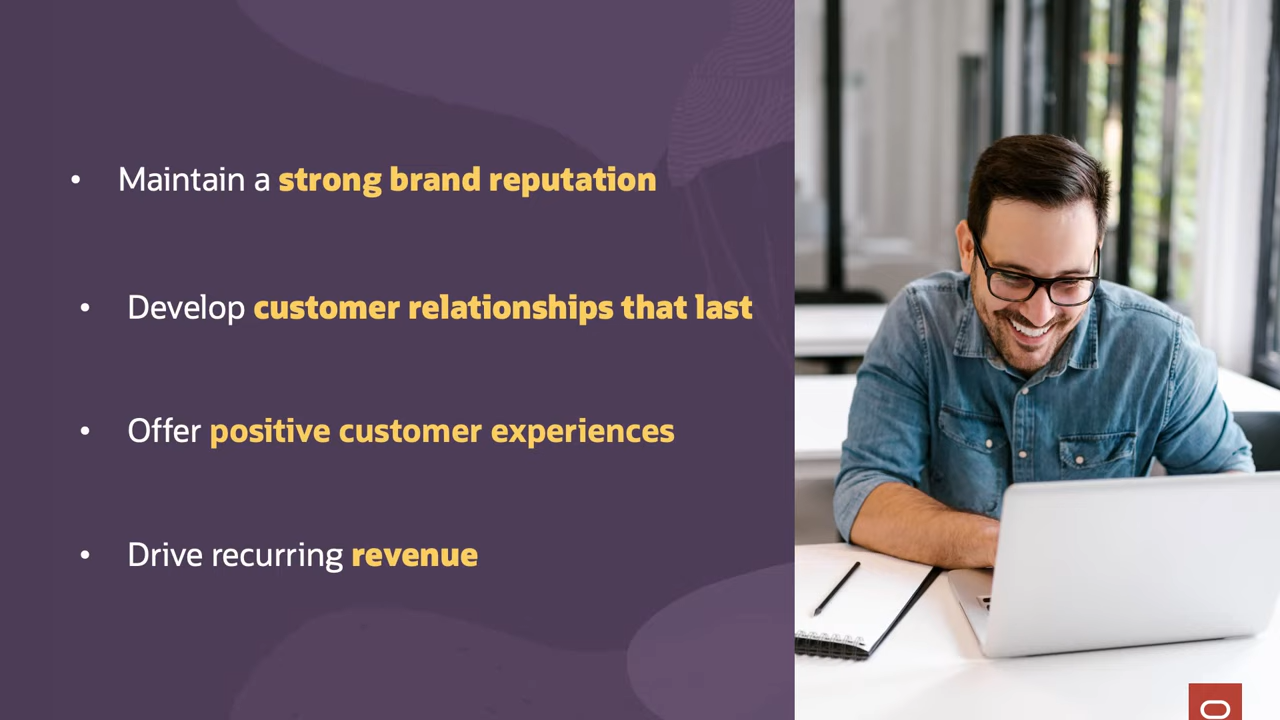 • Maintain a strong brand reputation
• Develop customer relationships that last
• Offer positive customer experiences
• Drive recurring revenue